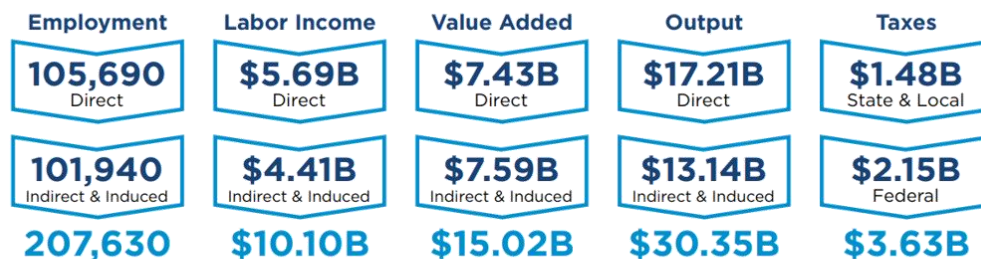 Employment Labor Income Value Added Output Taxes
105,690 $5.69B $7.43B $17.21B $1.48B
Direct Direct Direct Direct State & Local
101,940 $4.41B $7.59B $13.14B $2.15B
Indirect & Induced Indirect & Induced Indirect & Induced Indirect & Induced Federal
207,630 $10.10B $15.02B $30.35B $3.63B